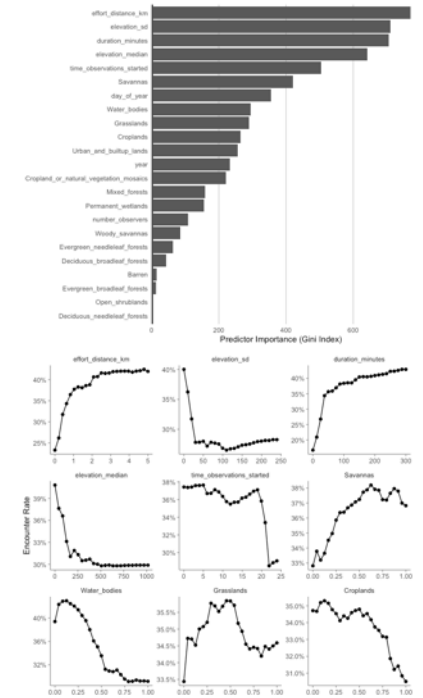 effort_distance_km
elevation_sd
duration_minutes
elevation_median
time_observations_started
Savannas
day_of_year
Water_bodies
Grasslands
Croplands
Urban_and_builtup_lands
year
Cropland_or_natural_vegetation_mosaics
Mixed_forests
Permanent_wetlands
number_observers
Woody_savannas
Evergreen_needleleaf_forests
Deciduous_broadleaf_forests
Barren
Evergreen_broadleaf_forests
Open_shrublands
Deciduous_needleleaf_forests
0 200 400 600
Predictor Importance (Gini Index)
Encounter Rate
effort_distance_km elevation_sd duration_minutes
40% 35% 30% 25%
0 1 2 3 4 5
40% 35% 30%
0 50 100 150 200 250
40% 35% 30% 25% 20%
0 100 200 300
elevation_median time_observations_started Savannas
39% 36% 33% 30%
0 250 500 750 1000
38% 36% 34% 32% 30%
0 5 10 15 20 25
38% 37% 36% 35% 34% 33%
0.00 0.25 0.50 0.75 1.00
Water_bodies Grasslands Croplands
40% 36% 32%
0.00 0.25 0.50 0.75 1.00
35.5% 35.0% 34.5% 34.0% 33.5%
0.00 0.25 0.50 0.75 1.00
35.0% 34.0% 33.0% 32.0% 31.0%
0.00 0.25 0.50 0.75 1.00